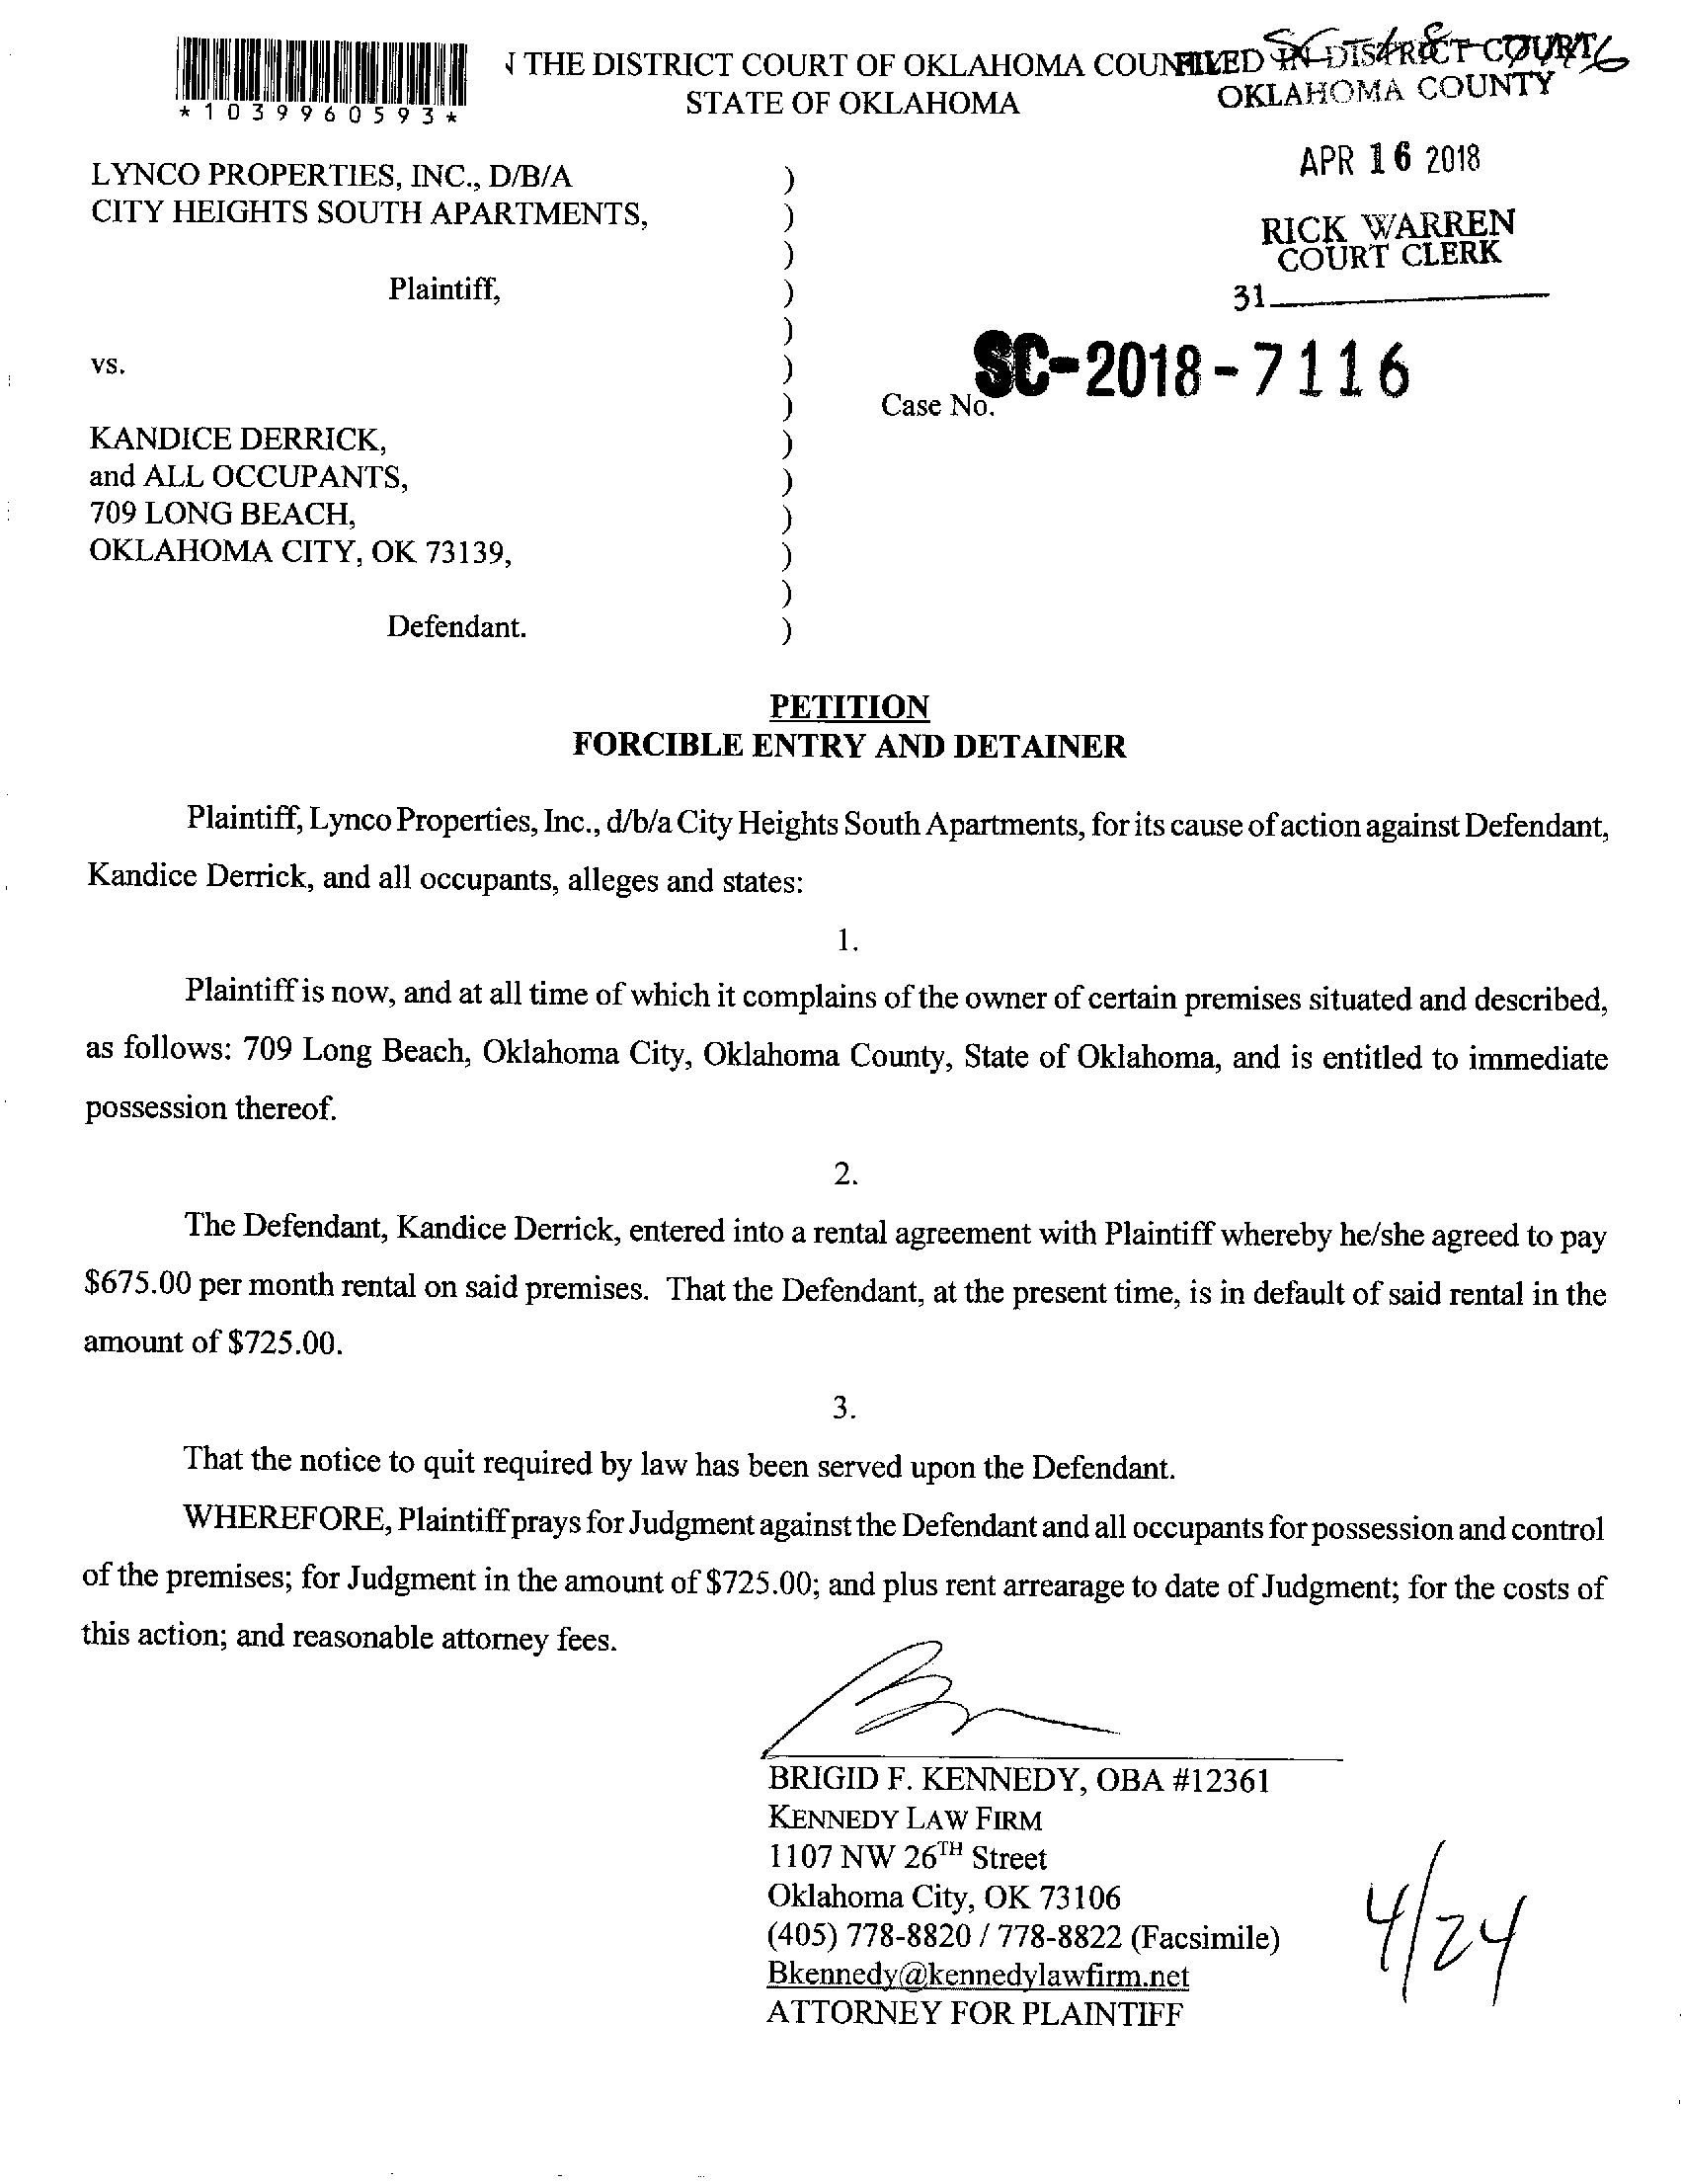 THE DISTRICT COURT OF OKLAHOMA COUN
STATE OF OKLAHOMA
*1039960593*
FILED IN DISTRICT COURT
OKLAHOMA COUNTY
APR 16 2018
RICK WARREN
COURT CLERK
31
LYNCO PROPERTIES, INC., D/B/A )
CITY HEIGHTS SOUTH APARTMENTS, )
)
Plaintiff, )
)
vs. )
) Case No. SC-2018-7116
KANDICE DERRICK, )
and ALL OCCUPANTS, )
709 LONG BEACH, )
OKLAHOMA CITY, OK 73139, )
)
Defendant. )
PETITION
FORCIBLE ENTRY AND DETAINER
Plaintiff, Lynco Properties, Inc., d/b/a City Heights South Apartments, for its cause of action against Defendant,
Kandice Derrick, and all occupants, alleges and states:
1.
Plaintiff is now, and at all time of which it complains of the owner of certain premises situated and described,
as follows: 709 Long Beach, Oklahoma City, Oklahoma County, State of Oklahoma, and is entitled to immediate
possession thereof.
2.
The Defendant, Kandice Derrick, entered into a rental agreement with Plaintiff whereby he/she agreed to pay
$675.00 per month rental on said premises. That the Defendant, at the present time, is in default of said rental in the
amount of $725.00.
3.
That the notice to quit required by law has been served upon the Defendant.
WHEREFORE, Plaintiff prays for Judgment against the Defendant and all occupants for possession and control
of the premises; for Judgment in the amount of $725.00; and plus rent arrearage to date of Judgment; for the costs of
this action; and reasonable attorney fees.
BRIGID F. KENNEDY, OBA #12361
KENNEDY LAW FIRM
1107 NW 26TH Street
Oklahoma City, OK 73106
(405) 778-8820 / 778-8822 (Facsimile)
Bkennedy@kennedylawfirm.net
ATTORNEY FOR PLAINTIFF
4/24